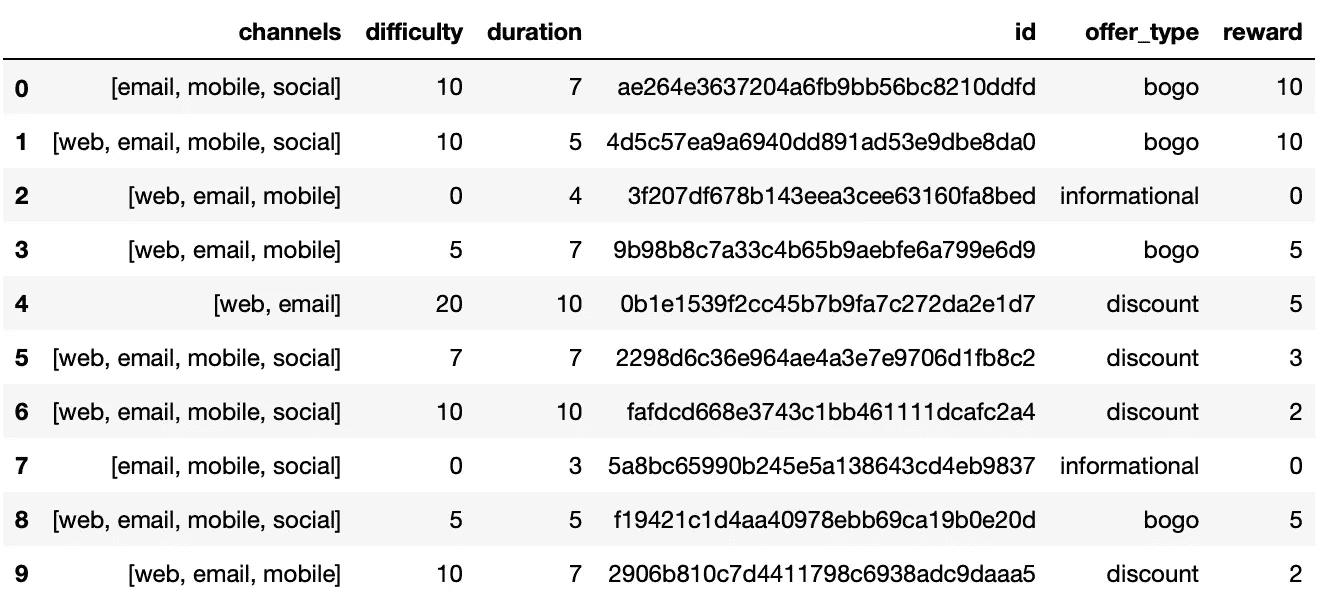 channels difficulty duration id offer_type reward
0 [email, mobile, social] 10 7 ae264e3637204a6fb9bb56bc8210ddfd bogo 10
1 [web, email, mobile, social] 10 5 4d5c57ea9a6940dd891ad53e9dbe8da0 bogo 10
2 [web, email, mobile] 0 4 3f207df678b143eea3cee63160fa8bed informational 0
3 [web, email, mobile] 5 7 9b98b8c7a33c4b65b9aebfe6a799e6d9 bogo 5
4 [web, email] 20 10 0b1e1539f2cc45b7b9fa7c272da2e1d7 discount 5
5 [web, email, mobile, social] 7 7 2298d6c36e964ae4a3e7e9706d1fb8c2 discount 3
6 [web, email, mobile, social] 10 10 fafdcd668e3743c1bb461111dcafc2a4 discount 2
7 [email, mobile, social] 0 3 5a8bc65990b245e5a138643cd4eb9837 informational 0
8 [web, email, mobile, social] 5 5 f19421c1d4aa40978ebb69ca19b0e20d bogo 5
9 [web, email, mobile] 10 7 2906b810c7d4411798c6938adc9daaa5 discount 2